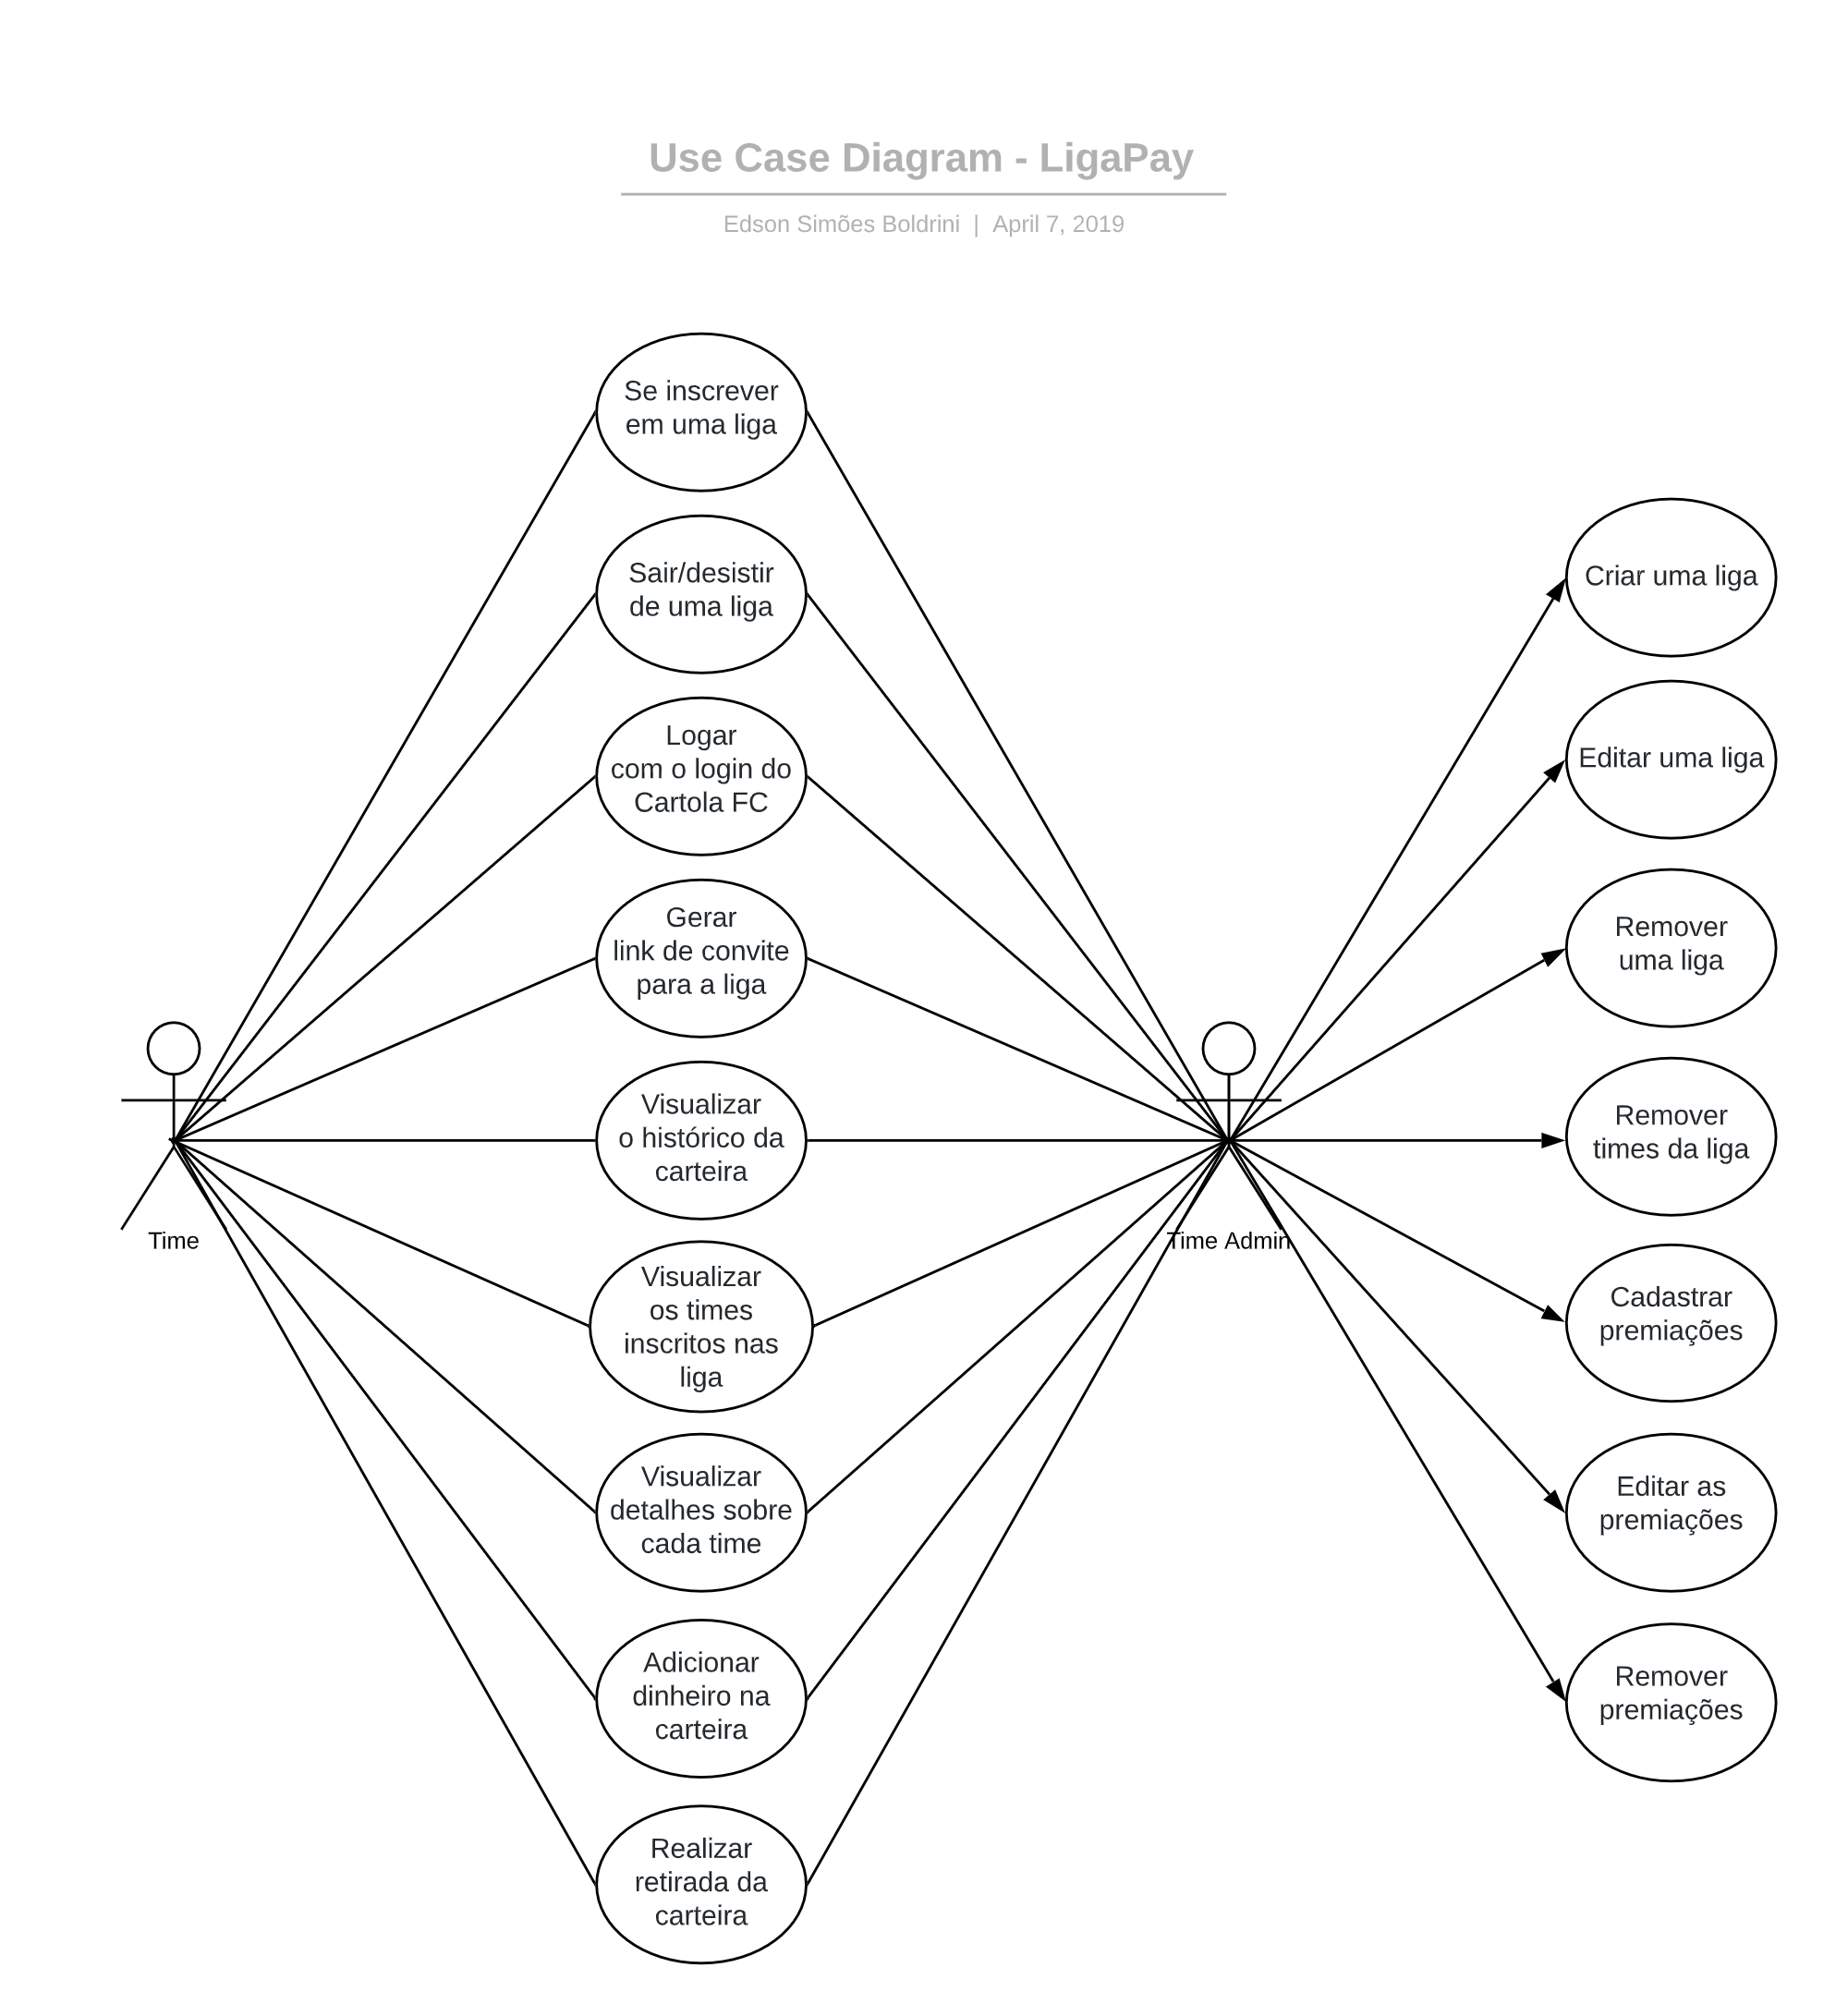 Use Case Diagram - LigaPay
Edson Simões Boldrini | April 7, 2019
Se inscrever
em uma liga
Sair/desistir
de uma liga
Logar
com o login do
Cartola FC
Gerar
link de convite
para a liga
Visualizar
o histórico da
carteira
Visualizar
os times
inscritos nas
liga
Visualizar
detalhes sobre
cada time
Adicionar
dinheiro na
carteira
Realizar
retirada da
carteira
Time
Time Admin
Criar uma liga
Editar uma liga
Remover
uma liga
Remover
times da liga
Cadastrar
premiações
Editar as
premiações
Remover
premiações